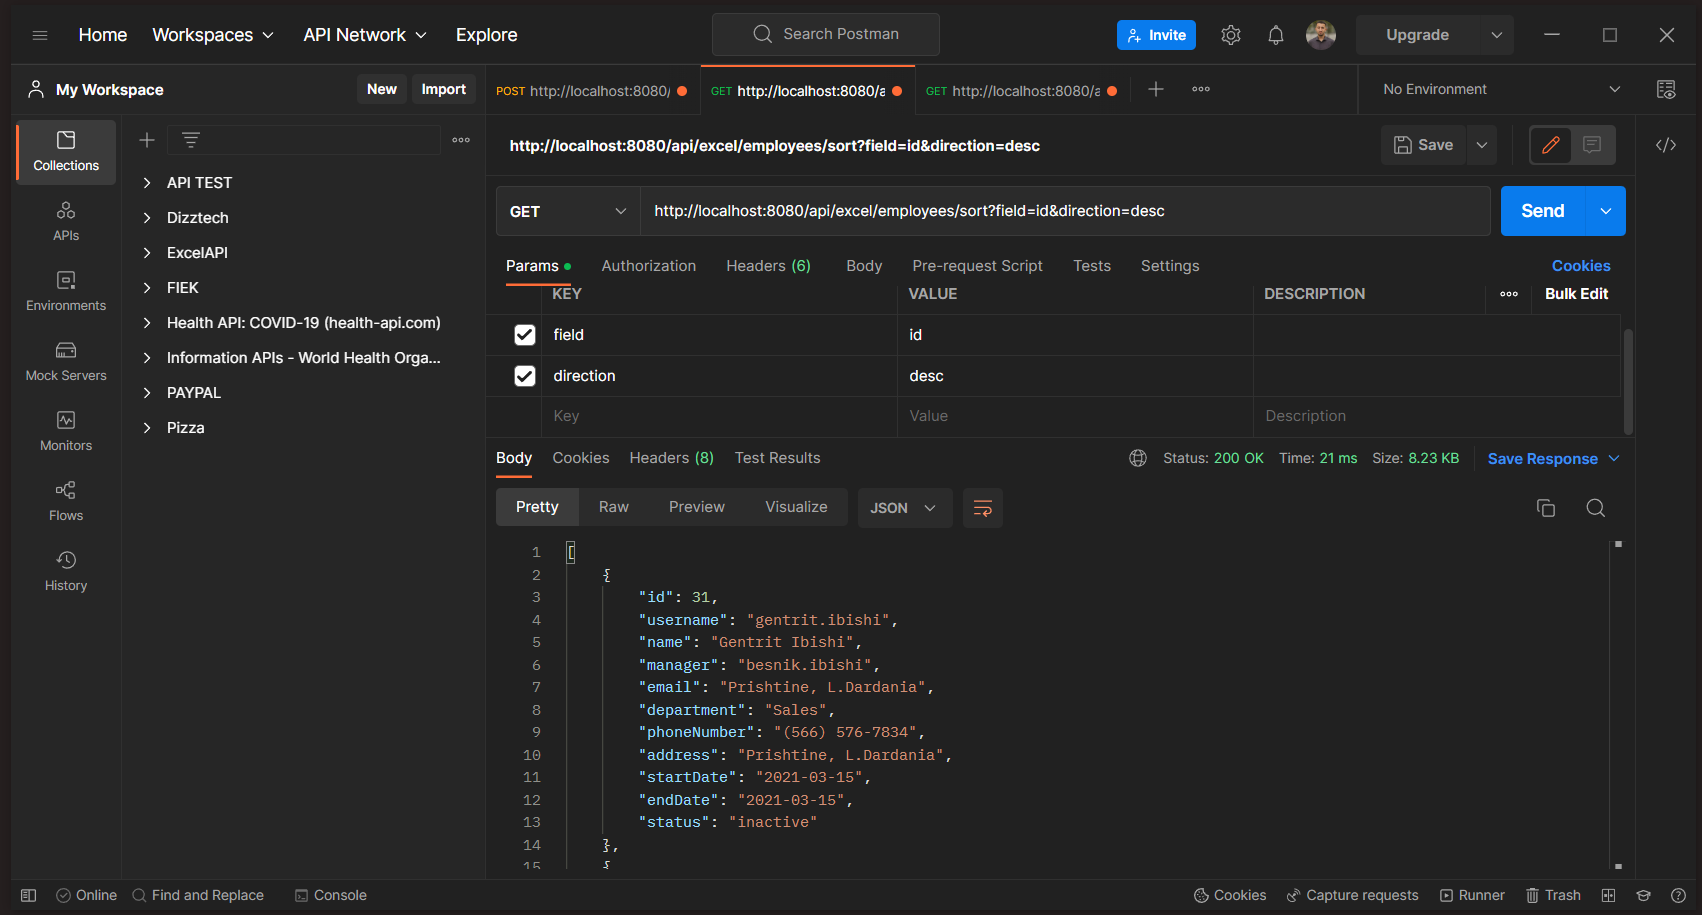 Home Workspaces API Network Explore Search Postman Invite Upgrade
My Workspace New Import
POST http://localhost:8080/ GET http://localhost:8080/a GET http://localhost:8080/a No Environment
Collections
APIs
Environments
Mock Servers
Monitors
Flows
History
API TEST
Dizztech
ExcelAPI
FIEK
Health API: COVID-19 (health-api.com)
Information APIs - World Health Orga...
PAYPAL
Pizza
http://localhost:8080/api/excel/employees/sort?field=id&direction=desc Save
GET http://localhost:8080/api/excel/employees/sort?field=id&direction=desc Send
Params Authorization Headers (6) Body Pre-request Script Tests Settings Cookies
KEY VALUE DESCRIPTION Bulk Edit
field id
direction desc
Key Value Description
Body Cookies Headers (8) Test Results Status: 200 OK Time: 21 ms Size: 8.23 KB Save Response
Pretty Raw Preview Visualize JSON
1 [
2 {
3 "id": 31,
4 "username": "gentrit.ibishi",
5 "name": "Gentrit Ibishi",
6 "manager": "besnik.ibishi",
7 "email": "Prishtine, L.Dardania",
8 "department": "Sales",
9 "phoneNumber": "(566) 576-7834",
10 "address": "Prishtine, L.Dardania",
11 "startDate": "2021-03-15",
12 "endDate": "2021-03-15",
13 "status": "inactive"
14 },
15 {
Online Find and Replace Console Cookies Capture requests Runner Trash